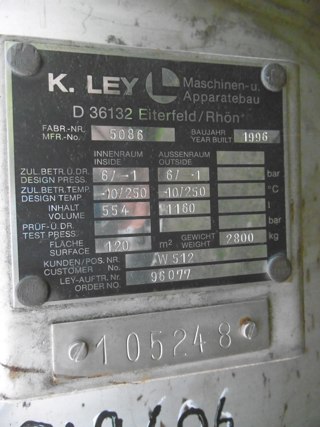 K. LEY L Maschinen-u. Apparatebau
D 36132 Eiterfeld/Rhön
FABR.-NR. MFR.-No. 5086 BAUJAHR YEAR BUILT 1996
INNENRAUM INSIDE AUSSENRAUM OUTSIDE
ZUL.BETR.Ü.DR. DESIGN PRESS. 6/-1 6/-1 bar
ZUL.BETR.TEMP. DESIGN TEMP. -10/250 -10/250 °C
INHALT VOLUME 554 1160 l
PRÜF-Ü.DR. TEST PRESS. bar
FLÄCHE SURFACE 120 m² GEWICHT WEIGHT 2800 kg
KUNDEN/POS.NR. CUSTOMER No. W512
LEY-AUFTR.Nr. ORDER NO. 96077
105248